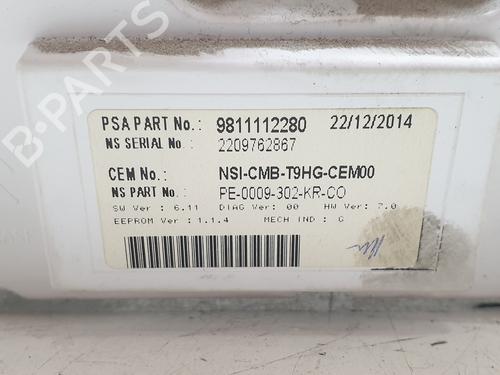 PSA PART No.: 9811112280 22/12/2014
NS SERIAL No.: 2209762867
CEM No.: NSI-CMB-T9HG-CEM00
NS PART No.: PE-0009-302-KR-CO
SW Ver : 6.11 DIAG Ver: 00 HW Ver: 7.0
EEPROM Ver : 1.1.4 MECH IND : G